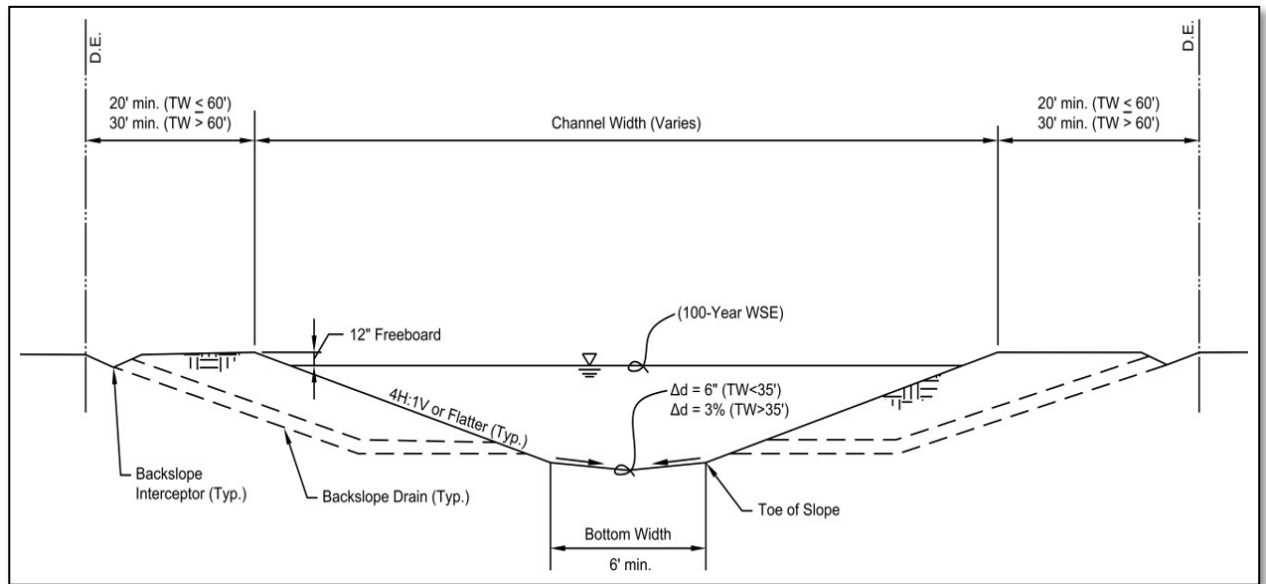 D.E.
D.E.
20' min. (TW ≤ 60')
30' min. (TW > 60')
Channel Width (Varies)
20' min. (TW ≤ 60')
30' min. (TW > 60')
(100-Year WSE)
12" Freeboard
Δd = 6" (TW<35')
Δd = 3% (TW>35')
4H:1V or Flatter (Typ.)
Backslope
Interceptor (Typ.)
Backslope Drain (Typ.)
Toe of Slope
Bottom Width
6' min.